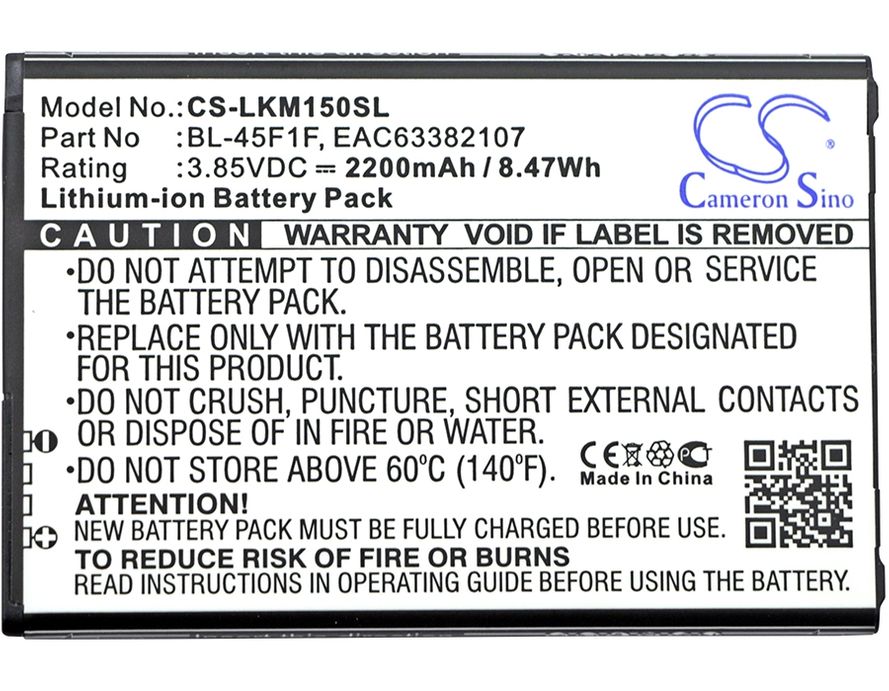 Model No.: CS-LKM150SL
Part No : BL-45F1F, EAC63382107
Rating : 3.85VDC ⎓ 2200mAh / 8.47Wh
Lithium-ion Battery Pack
CS ®
Cameron Sino
CAUTION WARRANTY VOID IF LABEL IS REMOVED
•DO NOT ATTEMPT TO DISASSEMBLE, OPEN OR SERVICE
THE BATTERY PACK.
•REPLACE ONLY WITH THE BATTERY PACK DESIGNATED
FOR THIS PRODUCT.
•DO NOT CRUSH, PUNCTURE, SHORT EXTERNAL CONTACTS
OR DISPOSE OF IN FIRE OR WATER.
•DO NOT STORE ABOVE 60°C (140°F).
CE
Made In China
ATTENTION!
NEW BATTERY PACK MUST BE FULLY CHARGED BEFORE USE.
TO REDUCE RISK OF FIRE OR BURNS
READ INSTRUCTIONS IN OPERATING GUIDE BEFORE USING THE BATTERY.